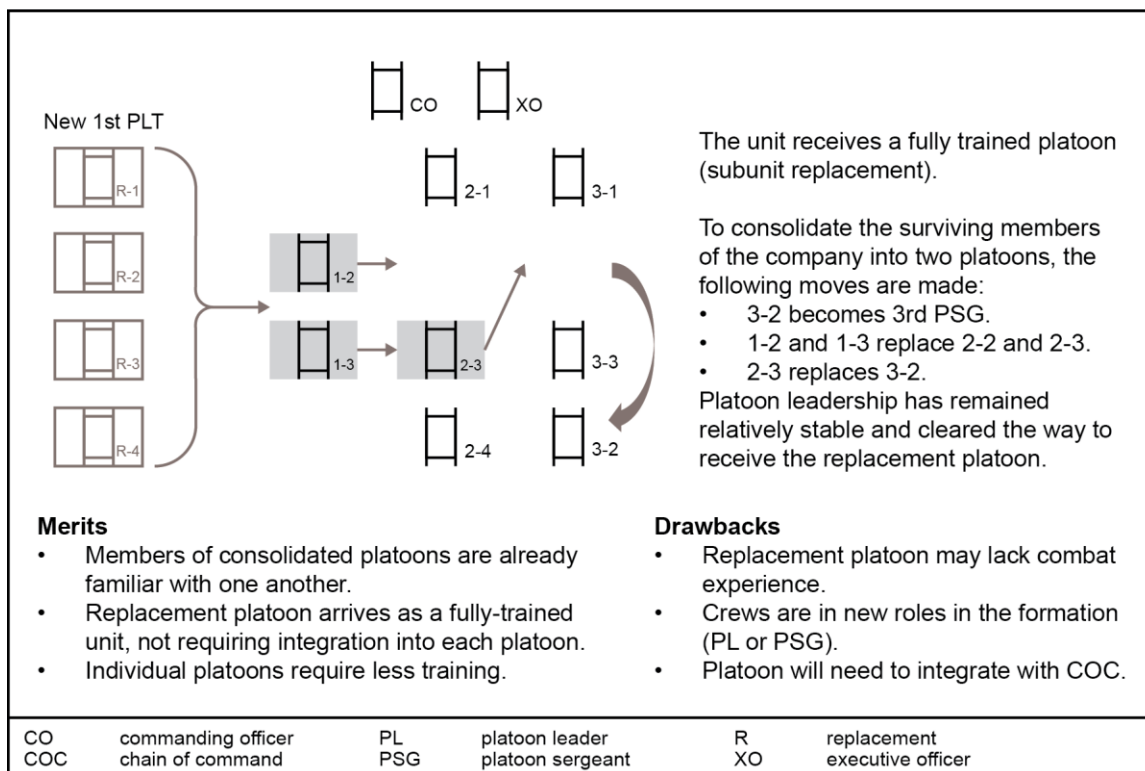 CO
XO
New 1st PLT
R-1
2-1
3-1
The unit receives a fully trained platoon
(subunit replacement).
R-2
1-2
To consolidate the surviving members
of the company into two platoons, the
following moves are made:
• 3-2 becomes 3rd PSG.
• 1-2 and 1-3 replace 2-2 and 2-3.
• 2-3 replaces 3-2.
Platoon leadership has remained
relatively stable and cleared the way to
receive the replacement platoon.
R-3
1-3
2-3
3-3
R-4
2-4
3-2
Merits
• Members of consolidated platoons are already
familiar with one another.
• Replacement platoon arrives as a fully-trained
unit, not requiring integration into each platoon.
• Individual platoons require less training.
Drawbacks
• Replacement platoon may lack combat
experience.
• Crews are in new roles in the formation
(PL or PSG).
• Platoon will need to integrate with COC.
CO commanding officer PL platoon leader R replacement
COC chain of command PSG platoon sergeant XO executive officer